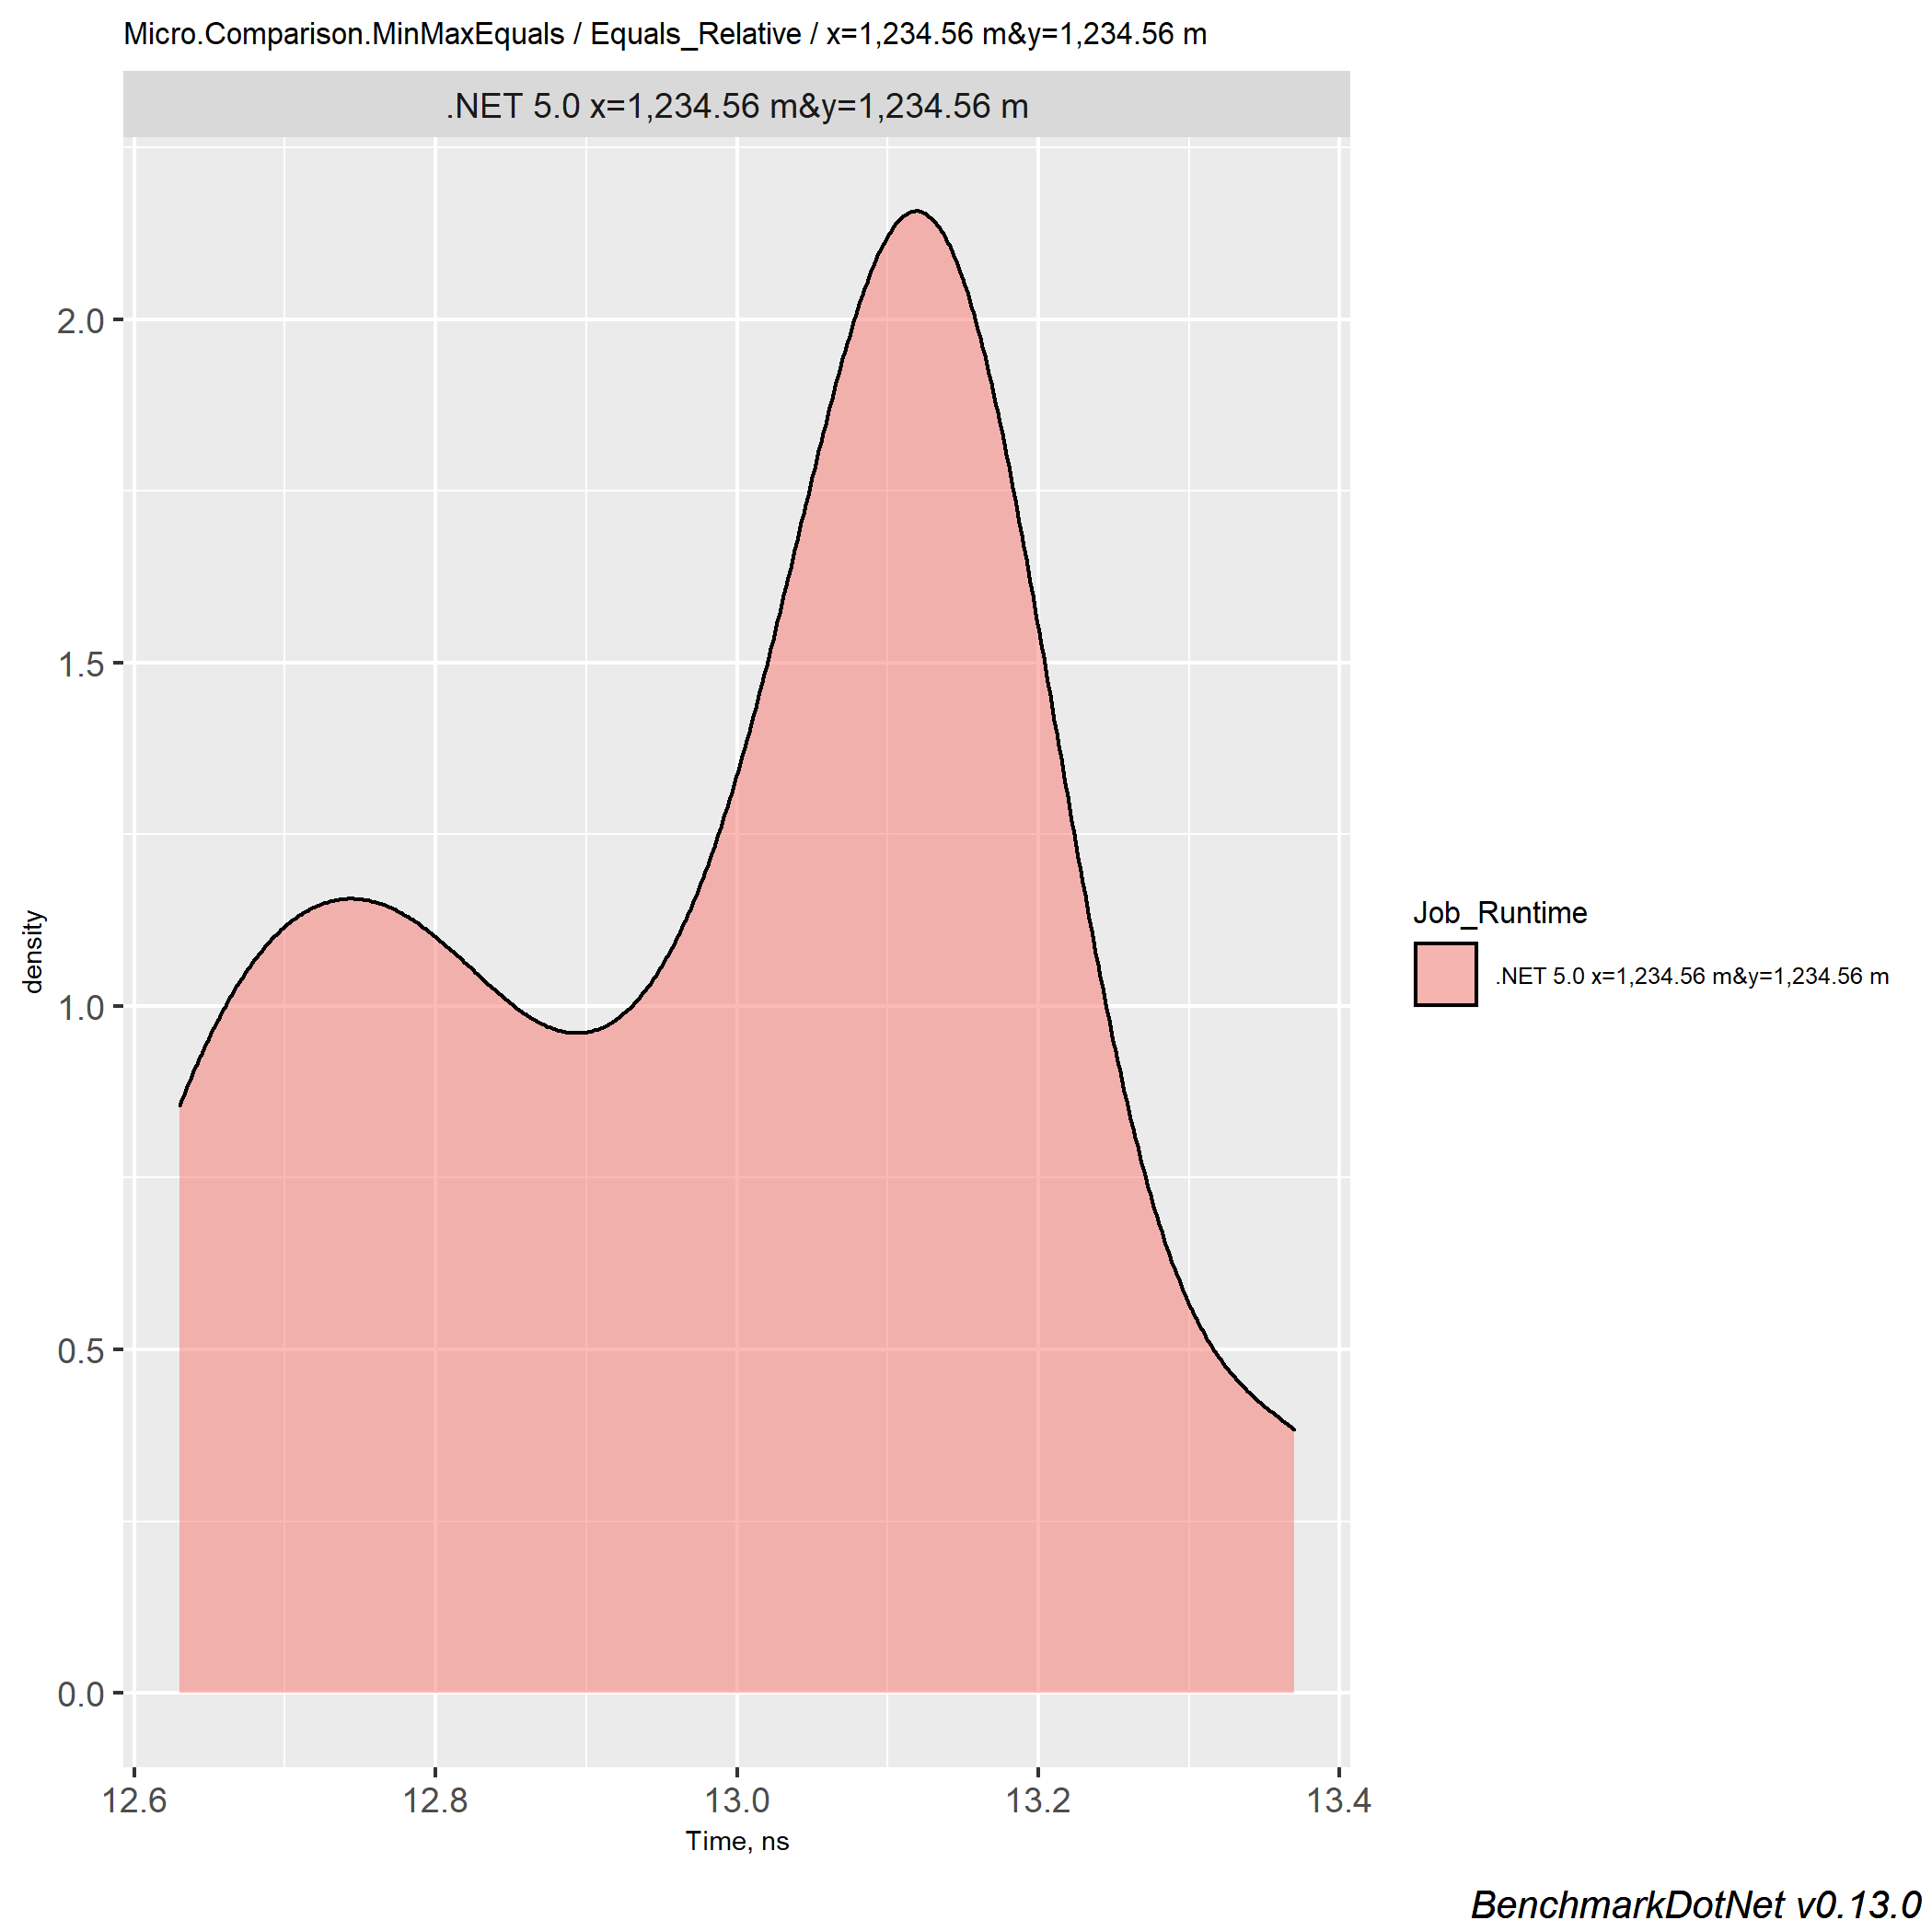 Micro.Comparison.MinMaxEquals / Equals_Relative / x=1,234.56 m&y=1,234.56 m
.NET 5.0 x=1,234.56 m&y=1,234.56 m
2.0
1.5
1.0
0.5
0.0
density
12.6 12.8 13.0 13.2 13.4
Time, ns
Job_Runtime
.NET 5.0 x=1,234.56 m&y=1,234.56 m
BenchmarkDotNet v0.13.0